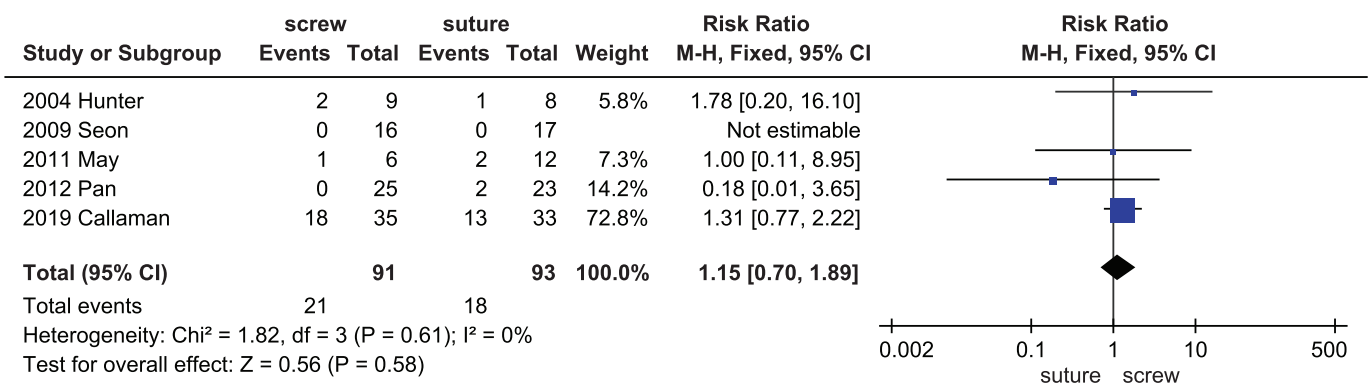 screw suture Risk Ratio Risk Ratio
Study or Subgroup Events Total Events Total Weight M-H, Fixed, 95% CI M-H, Fixed, 95% CI
2004 Hunter 2 9 1 8 5.8% 1.78 [0.20, 16.10]
2009 Seon 0 16 0 17 Not estimable
2011 May 1 6 2 12 7.3% 1.00 [0.11, 8.95]
2012 Pan 0 25 2 23 14.2% 0.18 [0.01, 3.65]
2019 Callaman 18 35 13 33 72.8% 1.31 [0.77, 2.22]
Total (95% CI) 91 93 100.0% 1.15 [0.70, 1.89]
Total events 21 18
Heterogeneity: Chi² = 1.82, df = 3 (P = 0.61); I² = 0%
Test for overall effect: Z = 0.56 (P = 0.58)
0.002 0.1 1 10 500
suture screw